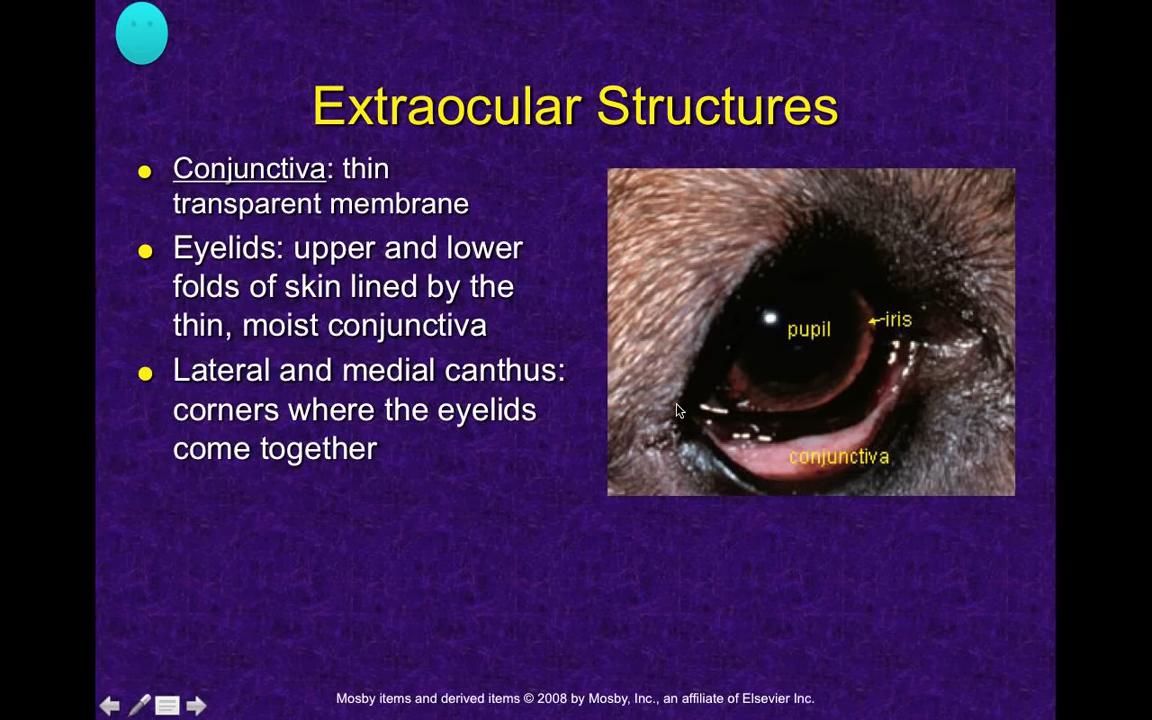 Extraocular Structures
Conjunctiva: thin
transparent membrane
Eyelids: upper and lower
folds of skin lined by the
thin, moist conjunctiva
Lateral and medial canthus:
corners where the eyelids
come together
pupil
iris
conjunctiva
Mosby items and derived items © 2008 by Mosby, Inc., an affiliate of Elsevier Inc.